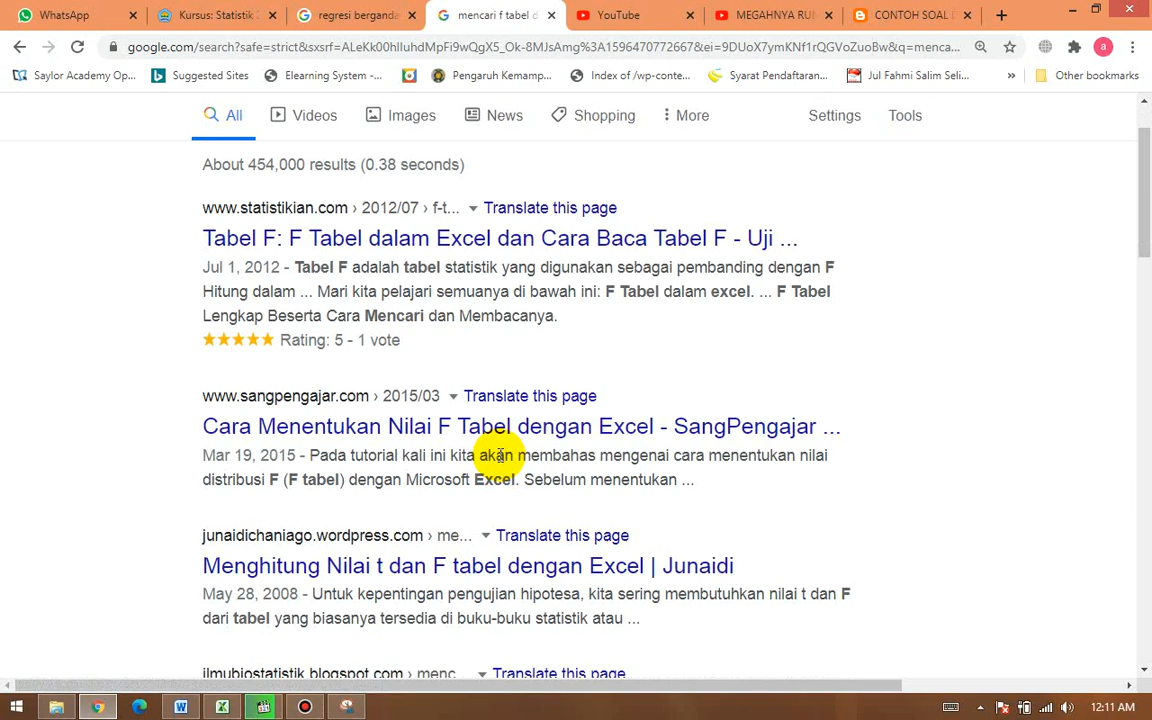 WhatsApp
Kursus: Statistik
regresi berganda
mencari f tabel d
YouTube
MEGAHNYA RU
CONTOH SOAL
google.com/search?safe=strict&sxsrf=ALeKk00hlluhdMpFi9wQgX5_Ok-8MJsAmg%3A1596470772667&ei=9DUoX7ymKNf1rQGVoZuoBw&q=menca...
a
Saylor Academy Op...
Suggested Sites
Elearning System -...
Pengaruh Kemamp...
Index of /wp-conte...
Syarat Pendaftaran...
Jul Fahmi Salim Seli...
»
Other bookmarks
All
Videos
Images
News
Shopping
More
Settings
Tools
About 454,000 results (0.38 seconds)
www.statistikian.com › 2012/07 › f-t... Translate this page
Tabel F: F Tabel dalam Excel dan Cara Baca Tabel F - Uji ...
Jul 1, 2012 - Tabel F adalah tabel statistik yang digunakan sebagai pembanding dengan F
Hitung dalam ... Mari kita pelajari semuanya di bawah ini: F Tabel dalam excel. ... F Tabel
Lengkap Beserta Cara Mencari dan Membacanya.
Rating: 5 - 1 vote
www.sangpengajar.com › 2015/03 Translate this page
Cara Menentukan Nilai F Tabel dengan Excel - SangPengajar ...
Mar 19, 2015 - Pada tutorial kali ini kita akan membahas mengenai cara menentukan nilai
distribusi F (F tabel) dengan Microsoft Excel. Sebelum menentukan ...
junaidichaniago.wordpress.com › me... Translate this page
Menghitung Nilai t dan F tabel dengan Excel | Junaidi
May 28, 2008 - Untuk kepentingan pengujian hipotesa, kita sering membutuhkan nilai t dan F
dari tabel yang biasanya tersedia di buku-buku statistik atau ...
ilmubiostatistik.blogspot.com › menc... Translate this page
12:11 AM